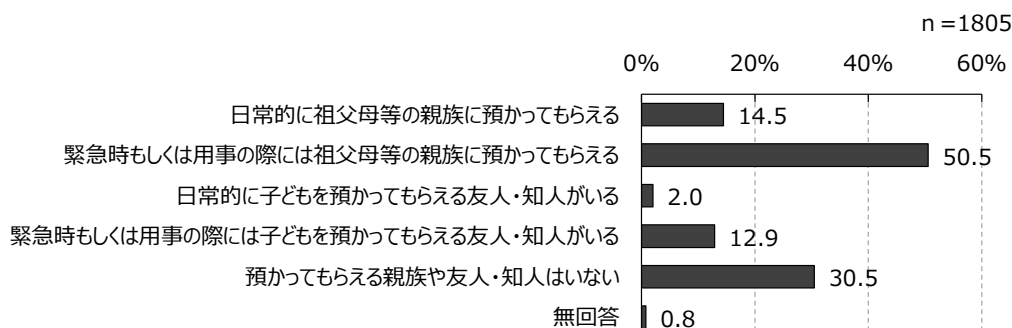 n＝1805
0% 20% 40% 60%
日常的に祖父母等の親族に預かってもらえる 14.5
緊急時もしくは用事の際には祖父母等の親族に預かってもらえる 50.5
日常的に子どもを預かってもらえる友人・知人がいる 2.0
緊急時もしくは用事の際には子どもを預かってもらえる友人・知人がいる 12.9
預かってもらえる親族や友人・知人はいない 30.5
無回答 0.8